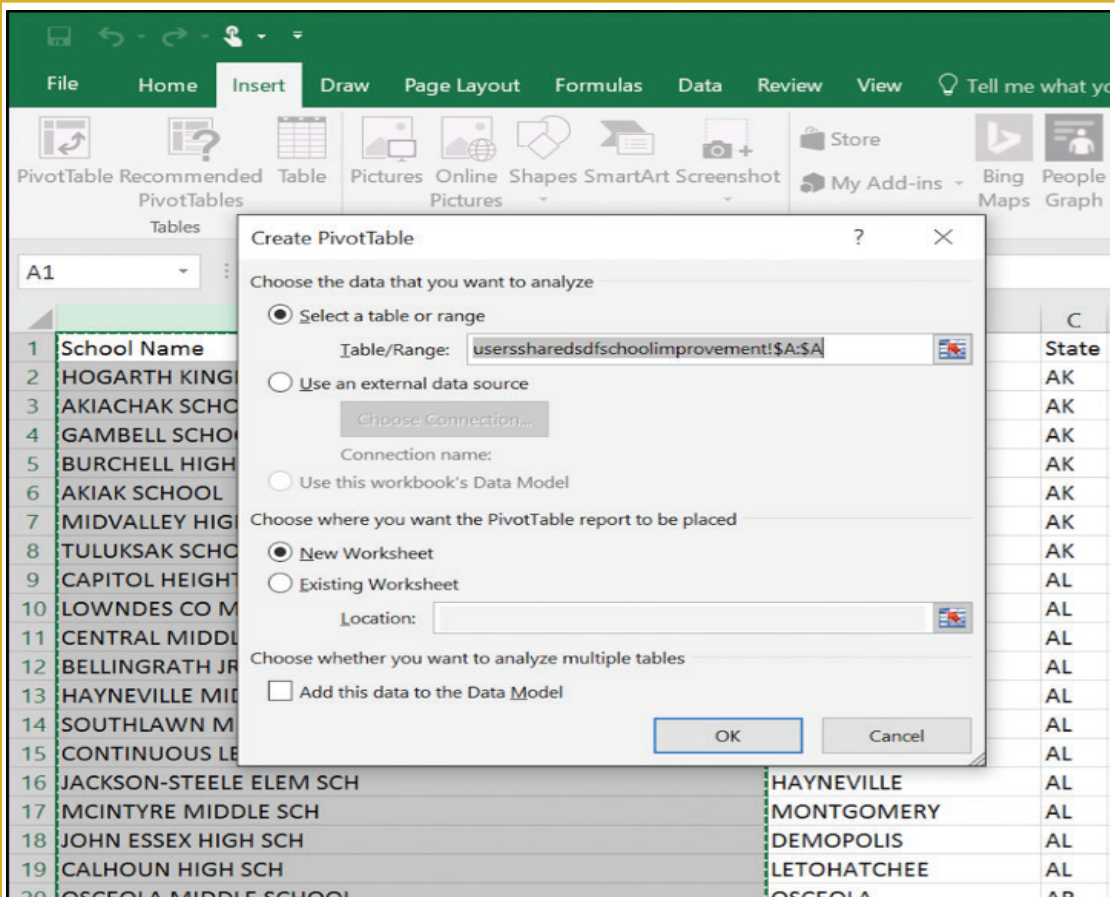 File Home Insert Draw Page Layout Formulas Data Review View Tell me what yo
PivotTable Recommended PivotTables Table Pictures Online Pictures Shapes SmartArt Screenshot Store My Add-ins Bing Maps People Graph
Tables
A1
Create PivotTable ?
Choose the data that you want to analyze
Select a table or range
Table/Range: userssharedsdfschoolimprovement!$A:$A
Use an external data source
Choose Connection...
Connection name:
Use this workbook's Data Model
Choose where you want the PivotTable report to be placed
New Worksheet
Existing Worksheet
Location:
Choose whether you want to analyze multiple tables
Add this data to the Data Model
OK Cancel
C
1 School Name State
2 HOGARTH KING AK
3 AKIACHAK SCHO AK
4 GAMBELL SCHO AK
5 BURCHELL HIGH AK
6 AKIAK SCHOOL AK
7 MIDVALLEY HIG AK
8 TULUKSAK SCHO AK
9 CAPITOL HEIGHT AL
10 LOWNDES CO M AL
11 CENTRAL MIDDL AL
12 BELLINGRATH JR AL
13 HAYNEVILLE MID AL
14 SOUTHLAWN M AL
15 CONTINUOUS LE AL
16 JACKSON-STEELE ELEM SCH HAYNEVILLE AL
17 MCINTYRE MIDDLE SCH MONTGOMERY AL
18 JOHN ESSEX HIGH SCH DEMOPOLIS AL
19 CALHOUN HIGH SCH LETOHATCHEE AL
20 OSCEOLA MIDDLE SCHOOL OSCEOLA AR